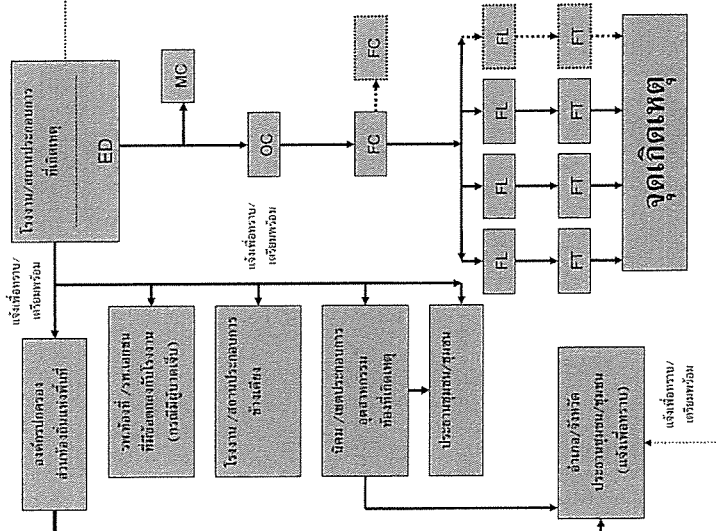 โรงงาน/สถานประกอบการ
ที่เกิดเหตุ
ED
MC
OC
FC
FC
FL
FL
FL
FL
FT
FT
FT
FT
จุดเกิดเหตุ
แจ้งเพื่อทราบ/
เตรียมพร้อม
แจ้งเพื่อทราบ/
เตรียมพร้อม
องค์กรปกครอง
ส่วนท้องถิ่นแห่งพื้นที่
รพ.ท้องที่/รพ.เอกชน
ที่มีข้อตกลงกับโรงงาน
(กรณีมีผู้บาดเจ็บ)
โรงงาน/สถานประกอบการ
ข้างเคียง
นิคม/เขตประกอบการ
อุตสาหกรรม
ท้องที่เกิดเหตุ
ประธานชุมชน/ชุมชน
อำเภอ/จังหวัด
ประธานชุมชน/ชุมชน
(แจ้งเพื่อทราบ)
แจ้งเพื่อทราบ/
เตรียมพร้อม